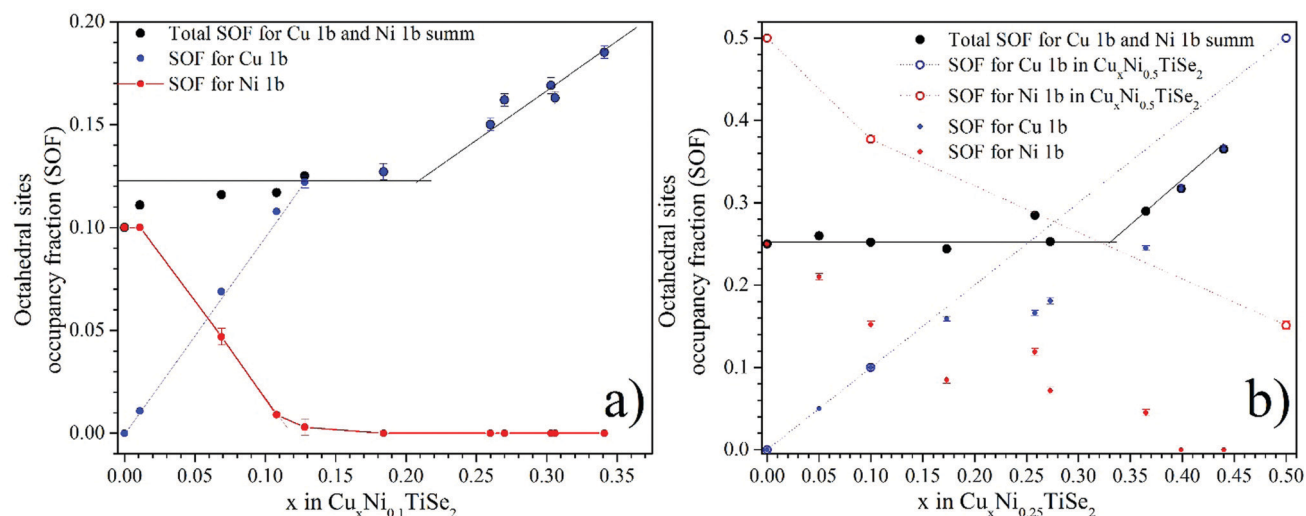 0.20
0.15
0.10
0.05
0.00
Octahedral sites
occupancy fraction (SOF)
Total SOF for Cu 1b and Ni 1b summ
SOF for Cu 1b
SOF for Ni 1b
a)
0.00 0.05 0.10 0.15 0.20 0.25 0.30 0.35
x in CuₓNi₀.₁TiSe₂
0.5
0.4
0.3
0.2
0.1
0.0
Octahedral sites
occupancy fraction (SOF)
Total SOF for Cu 1b and Ni 1b summ
SOF for Cu 1b in CuₓNi₀.₅TiSe₂
SOF for Ni 1b in CuₓNi₀.₅TiSe₂
SOF for Cu 1b
SOF for Ni 1b
b)
0.00 0.05 0.10 0.15 0.20 0.25 0.30 0.35 0.40 0.45 0.50
x in CuₓNi₀.₂₅TiSe₂